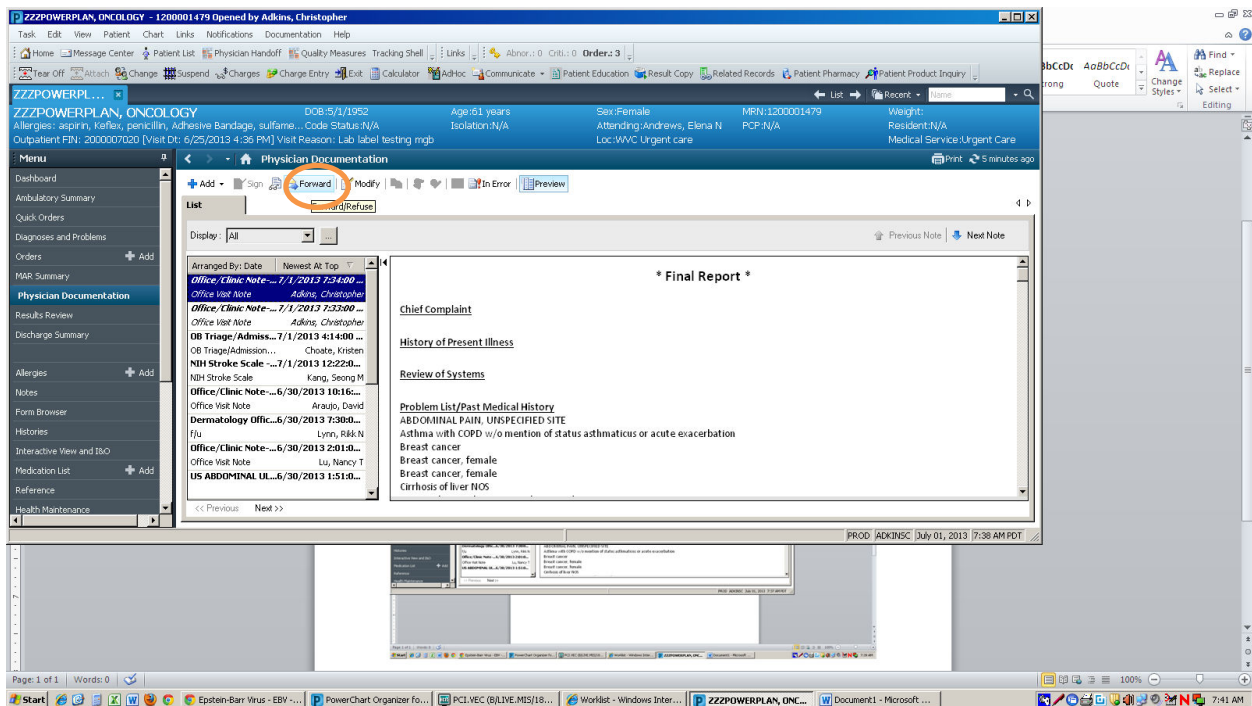 ZZZPOWERPLAN, ONCOLOGY - 1200001479 Opened by Adkins, Christopher
Task Edit View Patient Chart Links Notifications Documentation Help
Home Message Center Patient List Physician Handoff Quality Measures Tracking Shell Links Abnor.: 0 Criti.: 0 Order.: 3
Tear Off Attach Change Suspend Charges Charge Entry Exit Calculator AdHoc Communicate Patient Education Result Copy Related Records Patient Pharmacy Patient Product Inquiry
ZZZPOWERPL... List Recent Name
ZZZPOWERPLAN, ONCOLOGY DOB:5/1/1952 Age:61 years Sex:Female MRN:1200001479 Weight:
Allergies: aspirin, Keflex, penicillin, Adhesive Bandage, sulfame... Code Status:N/A Isolation:N/A Attending:Andrews, Elena N PCP:N/A Resident:N/A
Outpatient FIN: 2000007020 [Visit Dt: 6/25/2013 4:36 PM] Visit Reason: Lab label testing mgb Loc:WVC Urgent care Medical Service:Urgent Care
Menu
Physician Documentation
Print 5 minutes ago
Dashboard
Ambulatory Summary
Quick Orders
Diagnoses and Problems
Orders Add
MAR Summary
Physician Documentation
Results Review
Discharge Summary
Allergies Add
Notes
Form Browser
Histories
Interactive View and I&O
Medication List Add
Reference
Health Maintenance
Add Sign Forward Modify In Error Preview
List
Forward/Refuse
Display : All ...
Previous Note Next Note
Arranged By: Date Newest At Top
Office/Clinic Note-...7/1/2013 7:34:00 ...
Office Visit Note Adkins, Christopher
Office/Clinic Note-...7/1/2013 7:33:00 ...
Office Visit Note Adkins, Christopher
OB Triage/Admiss...7/1/2013 4:14:00 ...
OB Triage/Admission... Choate, Kristen
NIH Stroke Scale -...7/1/2013 12:22:0...
NIH Stroke Scale Kang, Seong M
Office/Clinic Note-...6/30/2013 10:16:...
Office Visit Note Araujo, David
Dermatology Offic...6/30/2013 7:30:0...
f/u Lynn, Rikk N
Office/Clinic Note-...6/30/2013 2:01:0...
Office Visit Note Lu, Nancy T
US ABDOMINAL UL...6/30/2013 1:51:0...
<< Previous Next >>
* Final Report *
Chief Complaint
History of Present Illness
Review of Systems
Problem List/Past Medical History
ABDOMINAL PAIN, UNSPECIFIED SITE
Asthma with COPD w/o mention of status asthmaticus or acute exacerbation
Breast cancer
Breast cancer, female
Breast cancer, female
Cirrhosis of liver NOS
PROD ADKINSC July 01, 2013 7:38 AM PDT
AaBbCcDc
Quote
Change
Styles
Find
Replace
Select
Editing
Page: 1 of 1 Words: 0
100%
Start Epstein-Barr Virus - EBV -... PowerChart Organizer fo... PCI.VEC (B/LIVE.MIS/18... Worklist - Windows Inter... ZZZPOWERPLAN, ONC... Document1 - Microsoft ... 7:41 AM